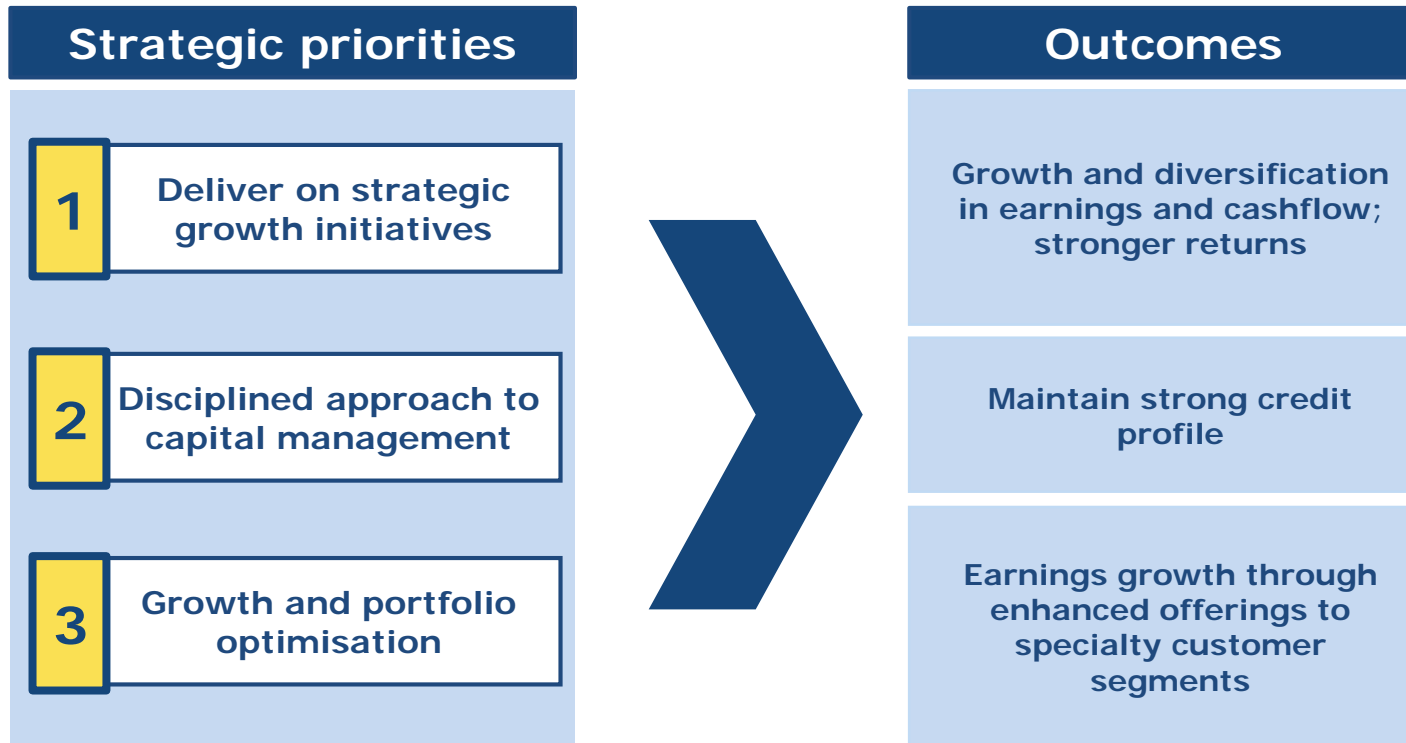 Strategic priorities
1
Deliver on strategic
growth initiatives
2
Disciplined approach to
capital management
3
Growth and portfolio
optimisation
Outcomes
Growth and diversification
in earnings and cashflow;
stronger returns
Maintain strong credit
profile
Earnings growth through
enhanced offerings to
specialty customer
segments